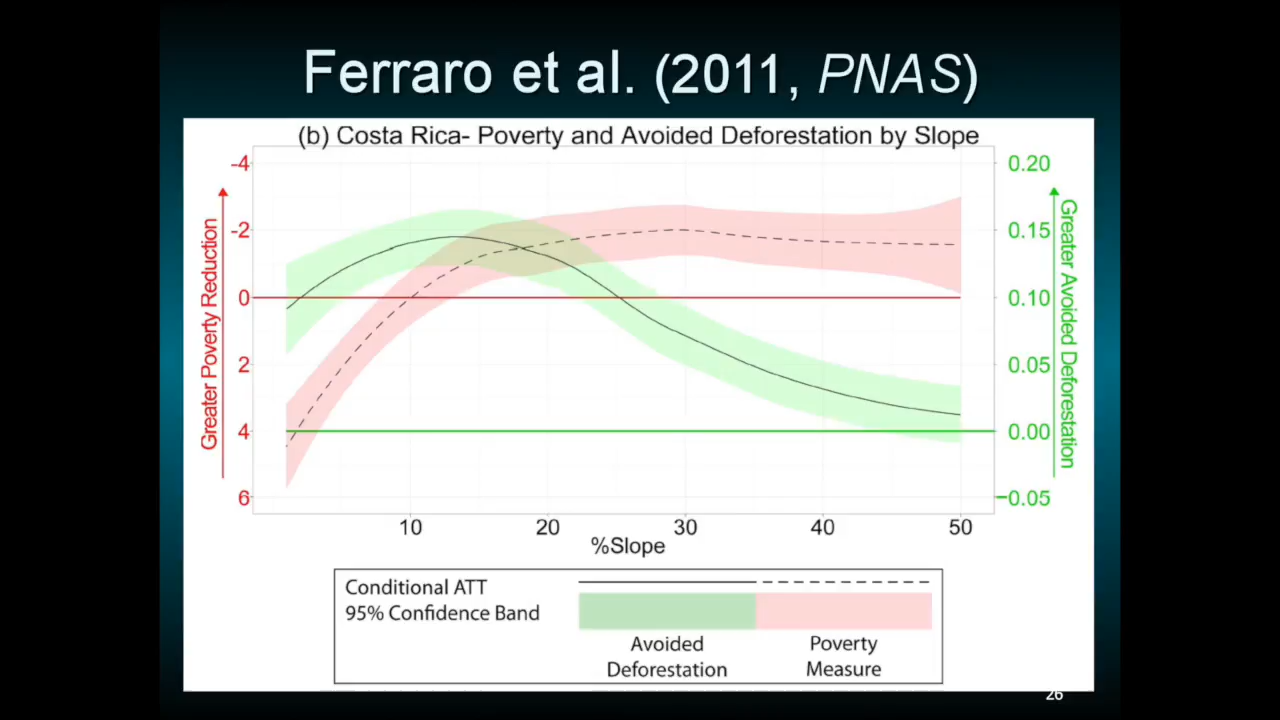 Ferraro et al. (2011, PNAS)
(b) Costa Rica- Poverty and Avoided Deforestation by Slope
Greater Poverty Reduction
-4
-2
0
2
4
6
0.20
0.15
0.10
0.05
0.00
-0.05
Greater Avoided Deforestation
10 20 30 40 50
%Slope
Conditional ATT
95% Confidence Band
Avoided Deforestation
Poverty Measure
26